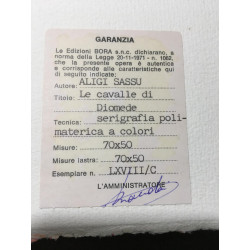 GARANZIA
Le Edizioni BORA s.n.c. dichiarano, a
norma della Legge 20-11-1971 - n. 1062,
che la presente opera è autentica
e corrisponde alle caratteristiche qui
di seguito indicate:
Autore: ALIGI SASSU
Titolo: Le cavalle di
Diomede
Tecnica: serigrafia poli-
materica a colori
Misure: 70x50
Misure lastra: 70x50
Esemplare n. LXVIII/C
L'AMMINISTRATORE